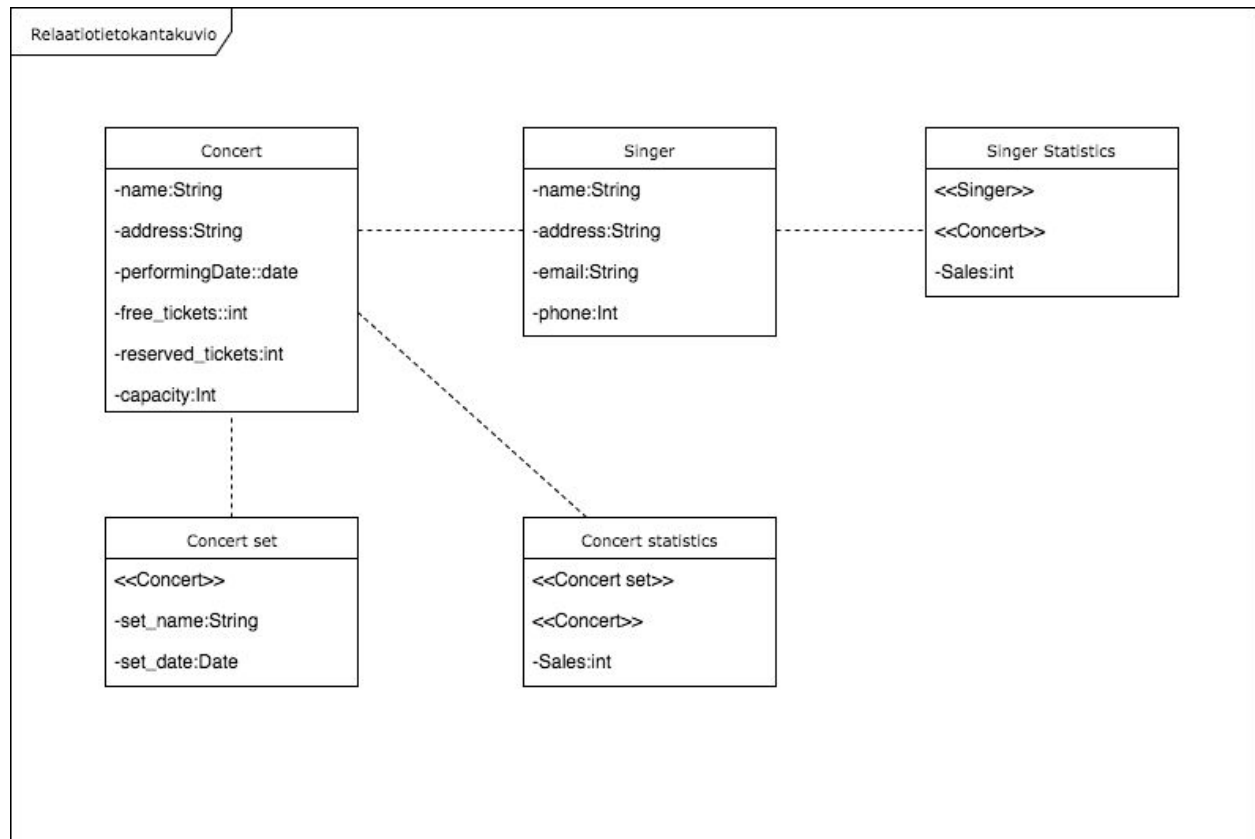 Relaatiotietokantakuvio
Concert
-name:String
-address:String
-performingDate::date
-free_tickets::int
-reserved_tickets:int
-capacity:Int
Singer
-name:String
-address:String
-email:String
-phone:Int
Singer Statistics
<<Singer>>
<<Concert>>
-Sales:int
Concert set
<<Concert>>
-set_name:String
-set_date:Date
Concert statistics
<<Concert set>>
<<Concert>>
-Sales:int